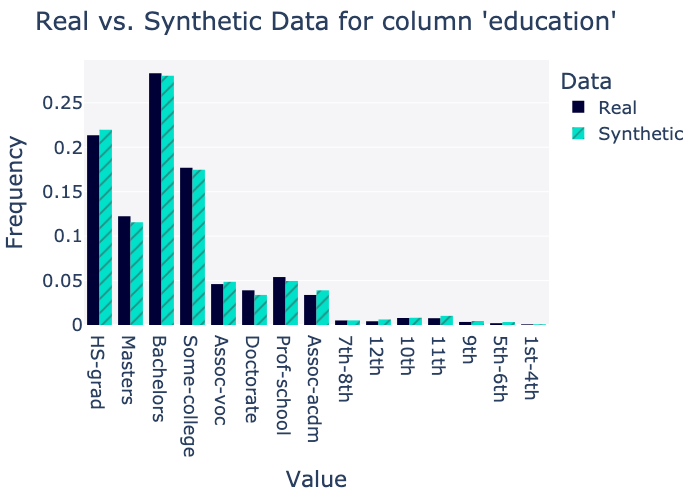 Real vs. Synthetic Data for column 'education'
Data
Real
Synthetic
Frequency
0.25
0.2
0.15
0.1
0.05
0
HS-grad
Masters
Bachelors
Some-college
Assoc-voc
Doctorate
Prof-school
Assoc-acdm
7th-8th
12th
10th
11th
9th
5th-6th
1st-4th
Value